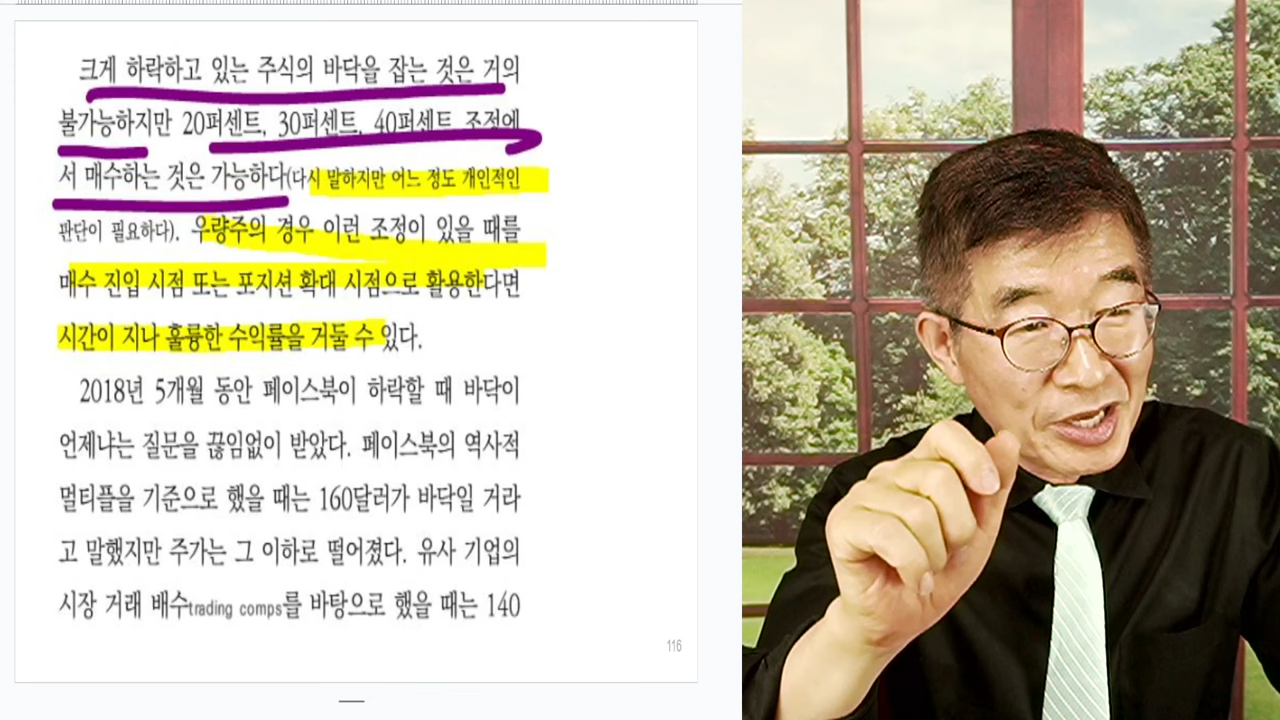 크게 하락하고 있는 주식의 바닥을 잡는 것은 거의
불가능하지만 20퍼센트, 30퍼센트, 40퍼센트 조정에
서 매수하는 것은 가능하다(다시 말하지만 어느 정도 개인적인
판단이 필요하다). 우량주의 경우 이런 조정이 있을 때를
매수 진입 시점 또는 포지션 확대 시점으로 활용한다면
시간이 지나 훌륭한 수익률을 거둘 수 있다.
2018년 5개월 동안 페이스북이 하락할 때 바닥이
언제냐는 질문을 끊임없이 받았다. 페이스북의 역사적
멀티플을 기준으로 했을 때는 160달러가 바닥일 거라
고 말했지만 주가는 그 이하로 떨어졌다. 유사 기업의
시장 거래 배수trading comps를 바탕으로 했을 때는 140
116